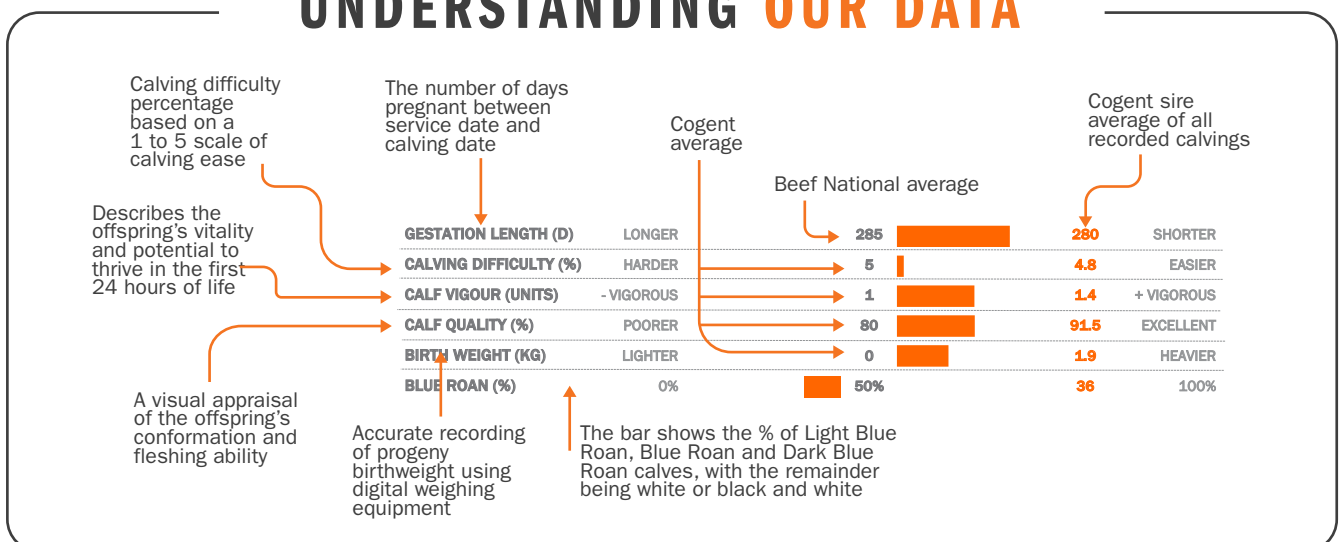 UNDERSTANDING OUR DATA
Calving difficulty
percentage
based on a
1 to 5 scale of
calving ease
The number of days
pregnant between
service date and
calving date
Cogent
average
Cogent sire
average of all
recorded calvings
Beef National average
Describes the
offspring's vitality
and potential to
thrive in the first
24 hours of life
GESTATION LENGTH (D) LONGER 285 280 SHORTER
CALVING DIFFICULTY (%) HARDER 5 4.8 EASIER
CALF VIGOUR (UNITS) - VIGOROUS 1 1.4 + VIGOROUS
CALF QUALITY (%) POORER 80 91.5 EXCELLENT
BIRTH WEIGHT (KG) LIGHTER 0 1.9 HEAVIER
BLUE ROAN (%) 0% 50% 36 100%
A visual appraisal
of the offspring's
conformation and
fleshing ability
Accurate recording
of progeny
birthweight using
digital weighing
equipment
The bar shows the % of Light Blue
Roan, Blue Roan and Dark Blue
Roan calves, with the remainder
being white or black and white